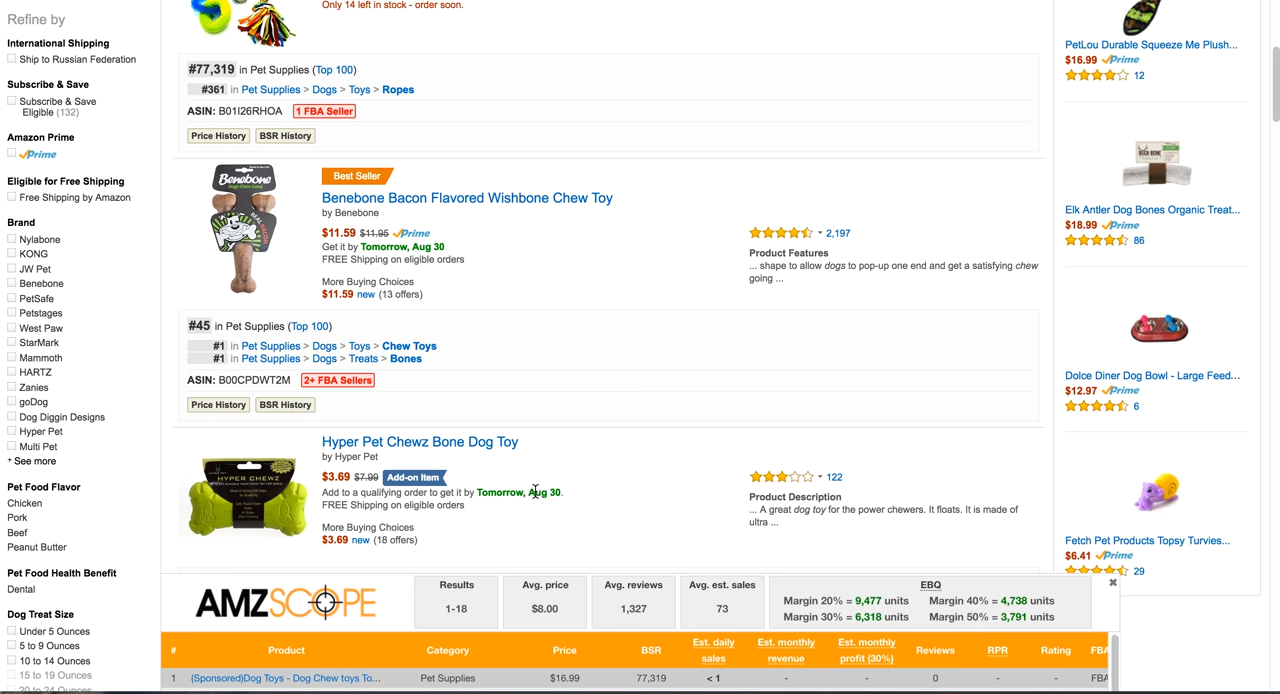 Refine by
International Shipping
Ship to Russian Federation
Subscribe & Save
Subscribe & Save
Eligible (132)
Amazon Prime
Prime
Eligible for Free Shipping
Free Shipping by Amazon
Brand
Nylabone
KONG
JW Pet
Benebone
PetSafe
Petstages
West Paw
StarMark
Mammoth
HARTZ
Zanies
goDog
Dog Diggin Designs
Hyper Pet
Multi Pet
+ See more
Pet Food Flavor
Chicken
Pork
Beef
Peanut Butter
Pet Food Health Benefit
Dental
Dog Treat Size
Under 5 Ounces
5 to 9 Ounces
10 to 14 Ounces
15 to 19 Ounces
20 to 24 Ounces
Only 14 left in stock - order soon.
#77,319 in Pet Supplies (Top 100)
#361 in Pet Supplies > Dogs > Toys > Ropes
ASIN: B01I26RHOA 1 FBA Seller
Price History BSR History
Benebone
Best Seller
Benebone Bacon Flavored Wishbone Chew Toy
by Benebone
$11.59 $11.95 Prime
Get it by Tomorrow, Aug 30
FREE Shipping on eligible orders
More Buying Choices
$11.59 new (13 offers)
2,197
Product Features
... shape to allow dogs to pop-up one end and get a satisfying chew
going ...
#45 in Pet Supplies (Top 100)
#1 in Pet Supplies > Dogs > Toys > Chew Toys
#1 in Pet Supplies > Dogs > Treats > Bones
ASIN: B00CPDWT2M 2+ FBA Sellers
Price History BSR History
HYPER CHEWZ
Hyper Pet Chewz Bone Dog Toy
by Hyper Pet
$3.69 $7.99 Add-on Item
Add to a qualifying order to get it by Tomorrow, Aug 30.
FREE Shipping on eligible orders
More Buying Choices
$3.69 new (18 offers)
122
Product Description
... A great dog toy for the power chewers. It floats. It is made of
ultra ...
PetLou Durable Squeeze Me Plush...
$16.99 Prime
12
Elk Antler Dog Bones Organic Treat...
$18.99 Prime
86
Dolce Diner Dog Bowl - Large Feed...
$12.97 Prime
6
Fetch Pet Products Topsy Turvies...
$6.41 Prime
29
AMZSCOPE
Results
1-18
Avg. price
$8.00
Avg. reviews
1,327
Avg. est. sales
73
EBQ
Margin 20% = 9,477 units Margin 40% = 4,738 units
Margin 30% = 6,318 units Margin 50% = 3,791 units
# Product Category Price BSR Est. daily sales Est. monthly revenue Est. monthly profit (30%) Reviews RPR Rating FBA
1 (Sponsored)Dog Toys - Dog Chew toys To... Pet Supplies $16.99 77,319 < 1 - - 0 - - FBA